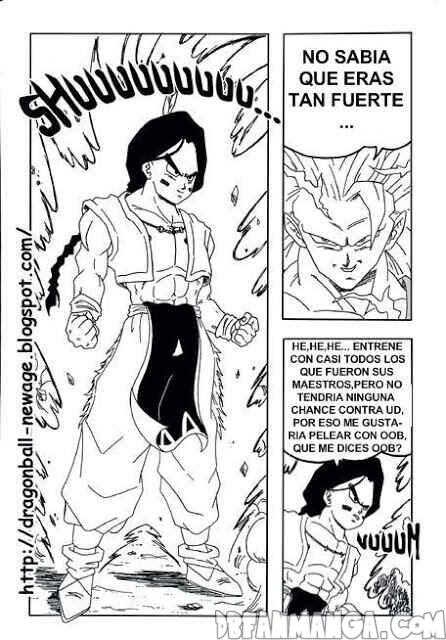 SHUUUUUUUUUU...
NO SABIA
QUE ERAS
TAN FUERTE
...
HE,HE,HE... ENTRENE
CON CASI TODOS LOS
QUE FUERON SUS
MAESTROS,PERO NO
TENDRIA NINGUNA
CHANCE CONTRA UD,
POR ESO ME GUSTA-
RIA PELEAR CON OOB,
QUE ME DICES OOB?
UUUUM
http://dragonball-newage.blogspot.com/
DBFANMANGA.COM